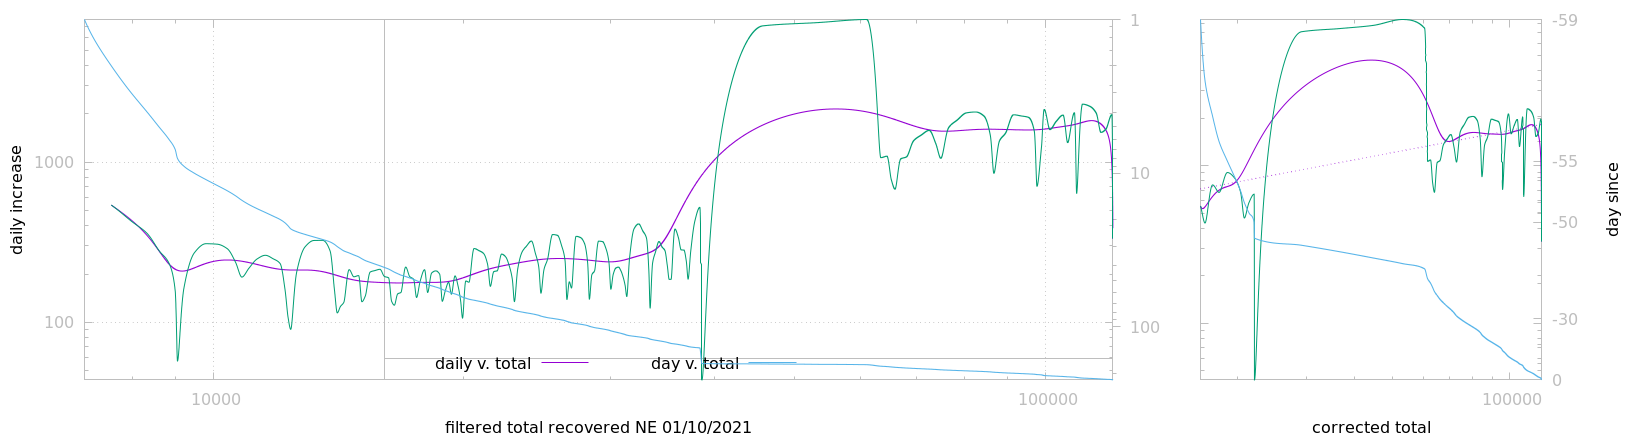 daily increase
1000
100
10000
100000
1
10
100
daily v. total
day v. total
filtered total recovered NE 01/10/2021
-59
-55
-50
-30
0
100000
day since
corrected total